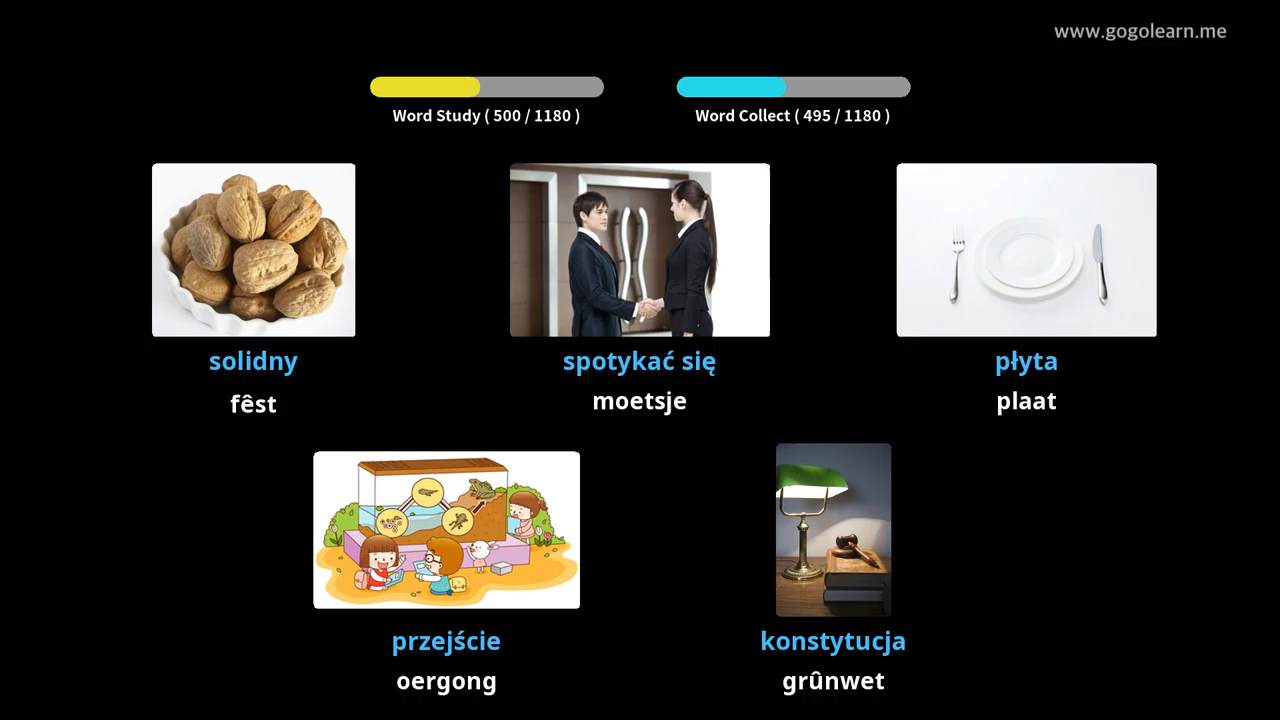 www.gogolearn.me
Word Study ( 500 / 1180 )
Word Collect ( 495 / 1180 )
solidny
fêst
spotykać się
moetsje
płyta
plaat
przejście
oergong
konstytucja
grûnwet